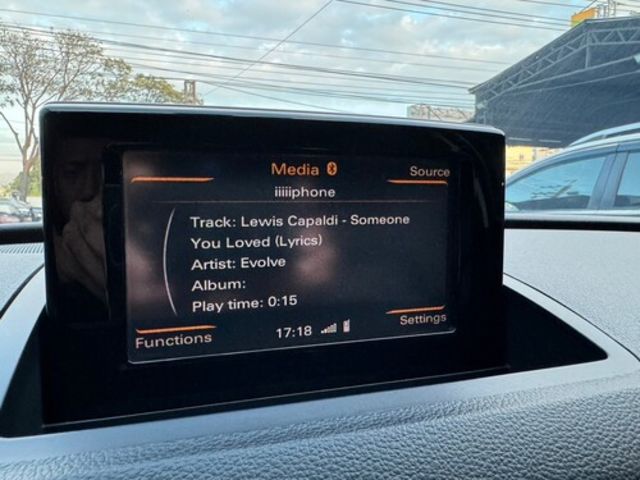 Media
Source
iiiiiphone
Track: Lewis Capaldi - Someone
You Loved (Lyrics)
Artist: Evolve
Album:
Play time: 0:15
Functions
17:18
Settings